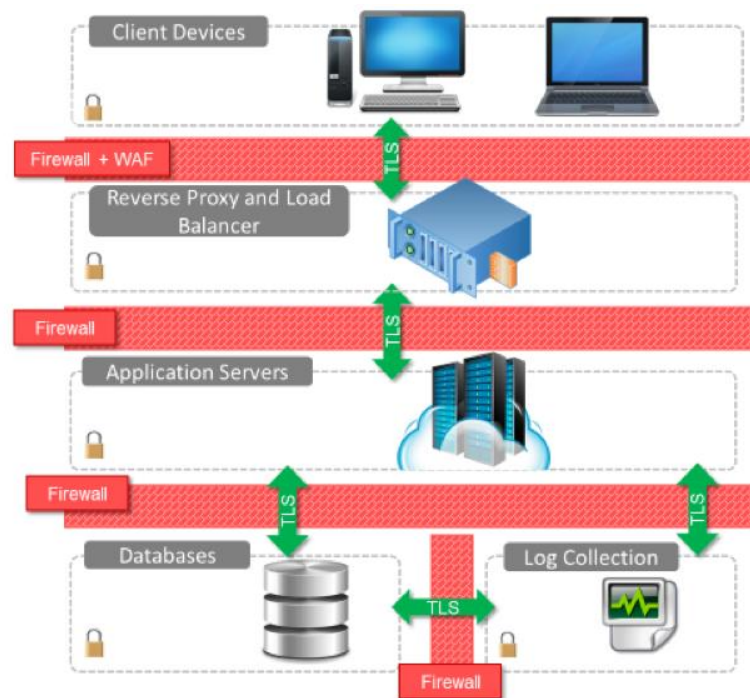 Client Devices
TLS
Firewall + WAF
Reverse Proxy and Load
Balancer
TLS
Firewall
Application Servers
Firewall
TLS
TLS
Databases
Log Collection
TLS
Firewall